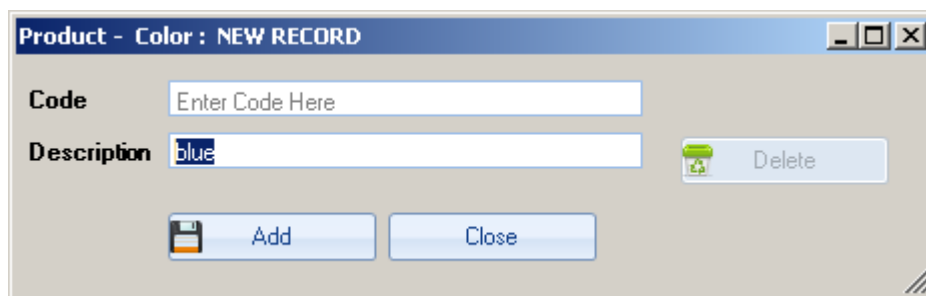 Product - Color : NEW RECORD
Code Enter Code Here
Description blue
Delete
Add Close